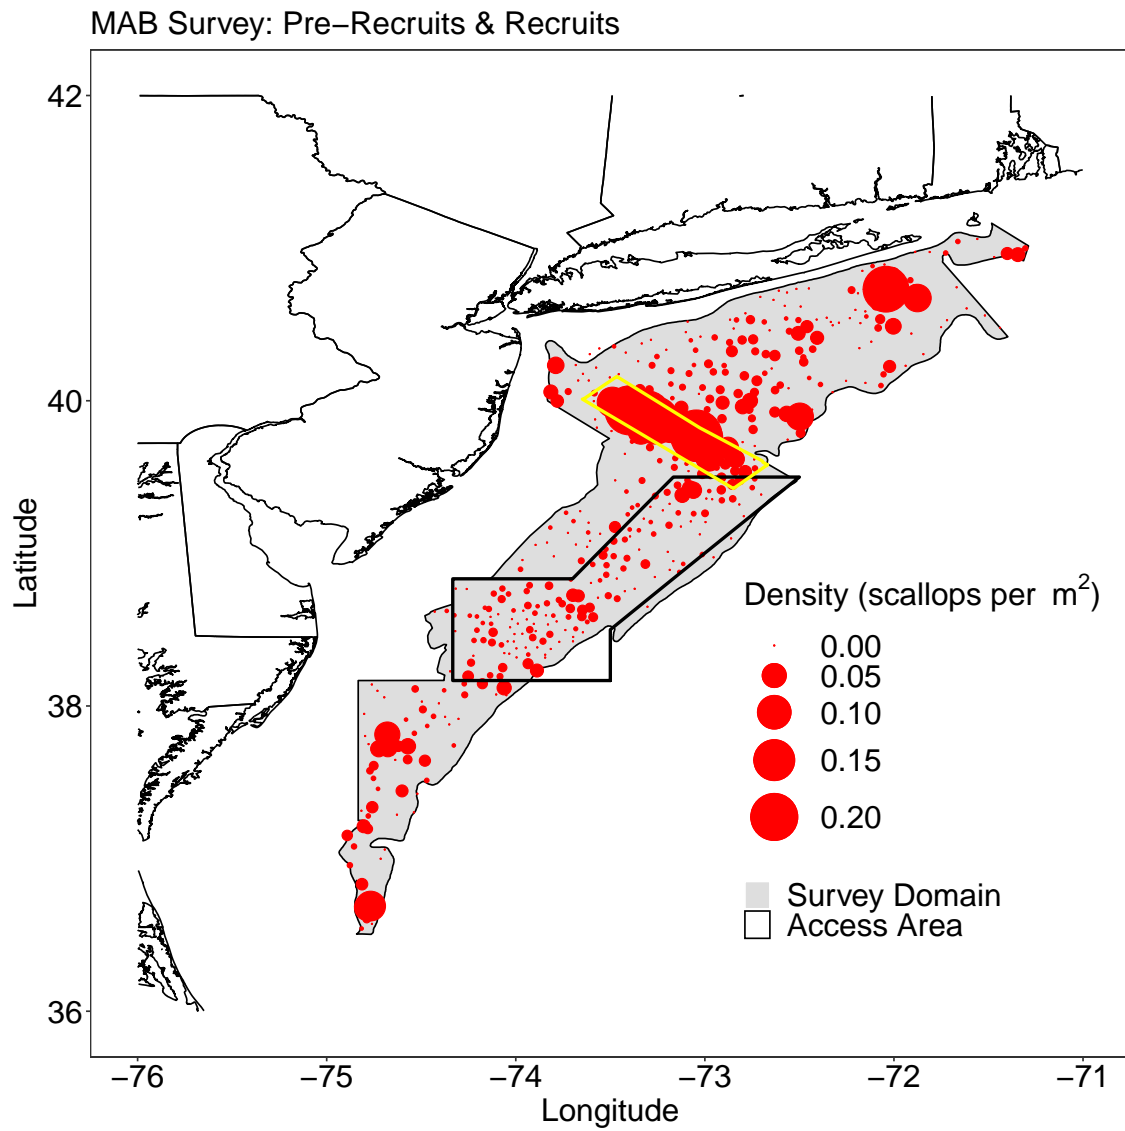 MAB Survey: Pre−Recruits & Recruits
42
40
38
36
Latitude
−76
−75
−74
−73
−72
−71
Longitude
Density (scallops per m²)
0.00
0.05
0.10
0.15
0.20
Survey Domain
Access Area